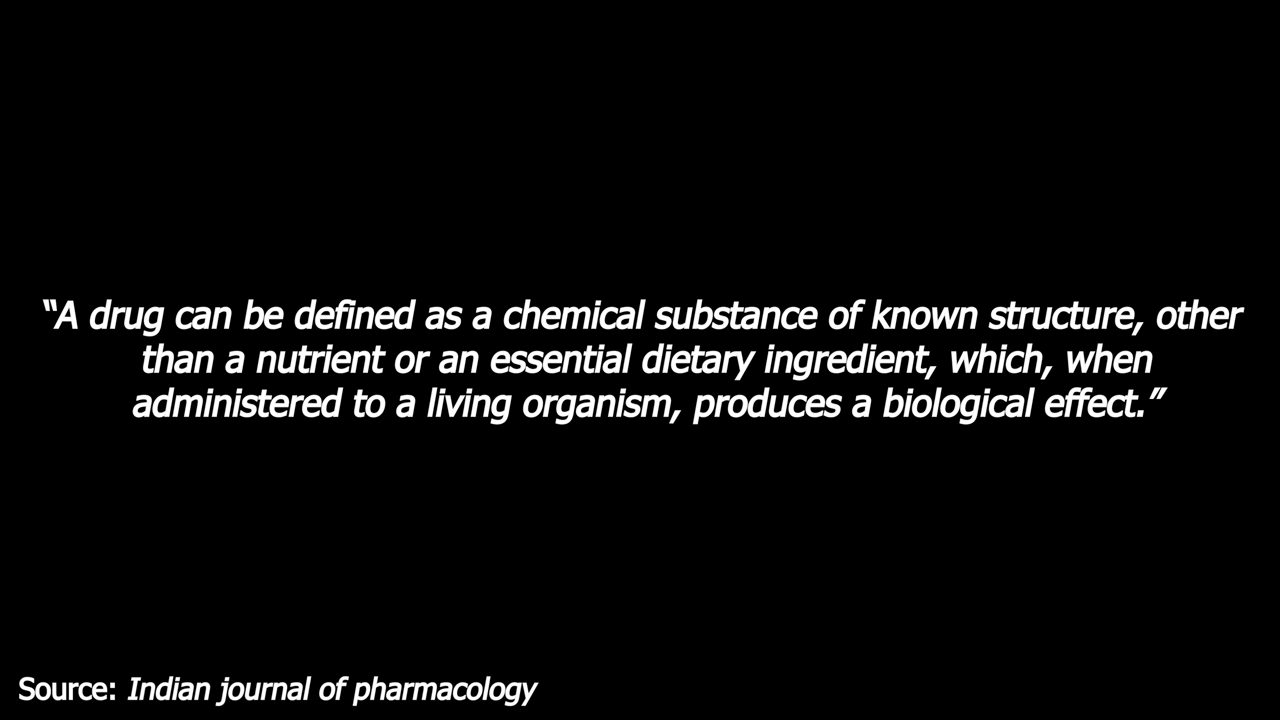 “A drug can be defined as a chemical substance of known structure, other
than a nutrient or an essential dietary ingredient, which, when
administered to a living organism, produces a biological effect.”
Source: Indian journal of pharmacology